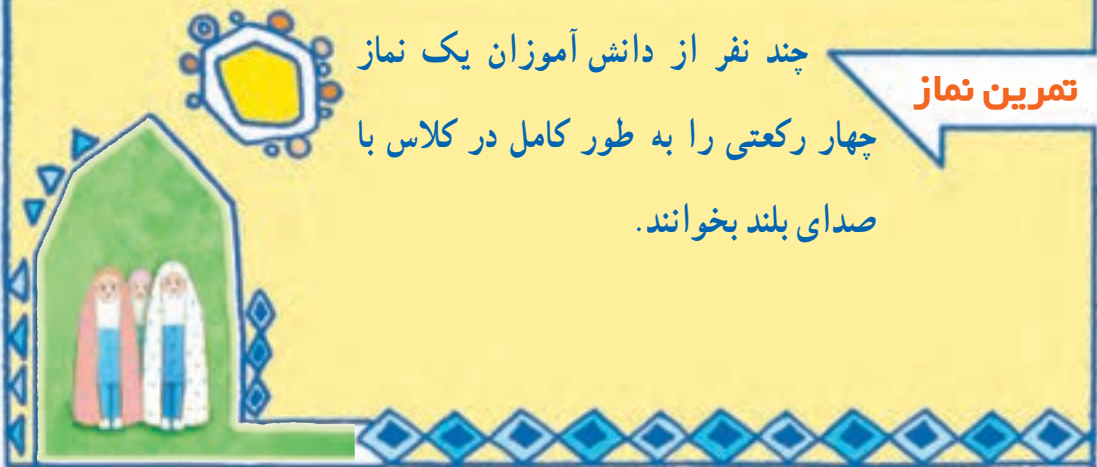 تمرین نماز
چند نفر از دانش آموزان یک نماز
چهار رکعتی را به طور کامل در کلاس با
صدای بلند بخوانند.